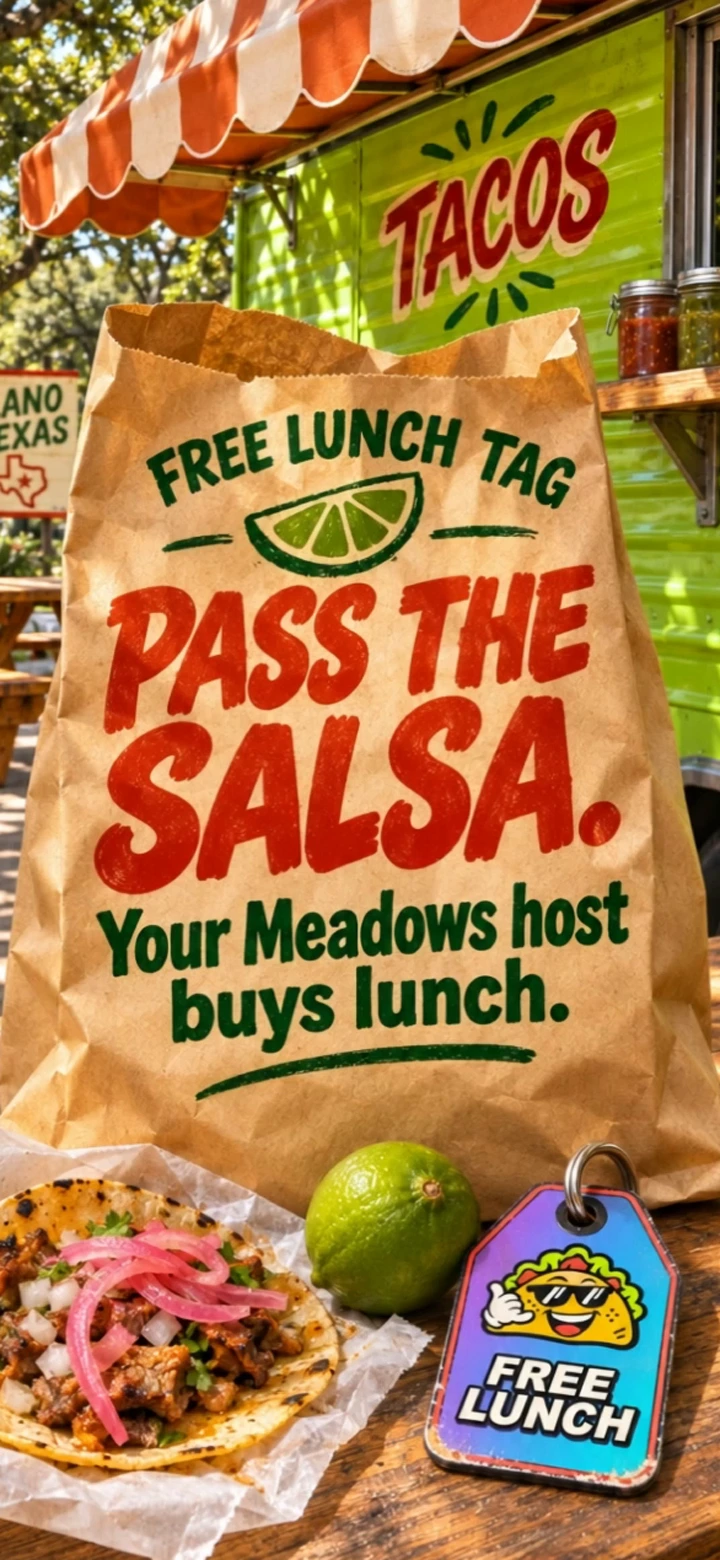 TACOS
ANO
EXAS
FREE LUNCH TAG
PASS THE
SALSA.
Your Meadows host
buys lunch.
FREE
LUNCH